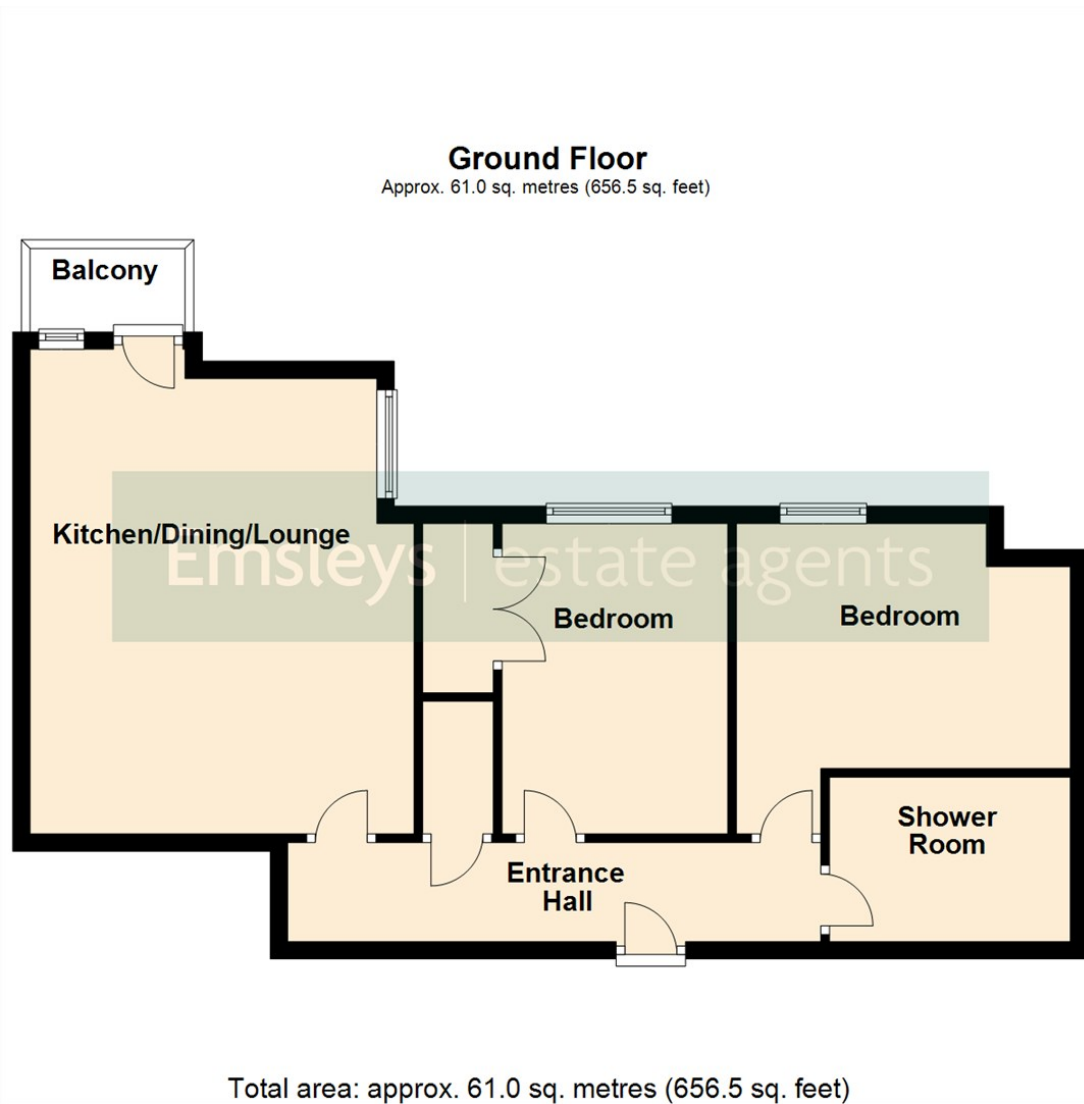 Ground Floor
Approx. 61.0 sq. metres (656.5 sq. feet)
Balcony
Kitchen/Dining/Lounge
Emsleys | estate agents
Bedroom
Bedroom
Shower
Room
Entrance
Hall
Total area: approx. 61.0 sq. metres (656.5 sq. feet)